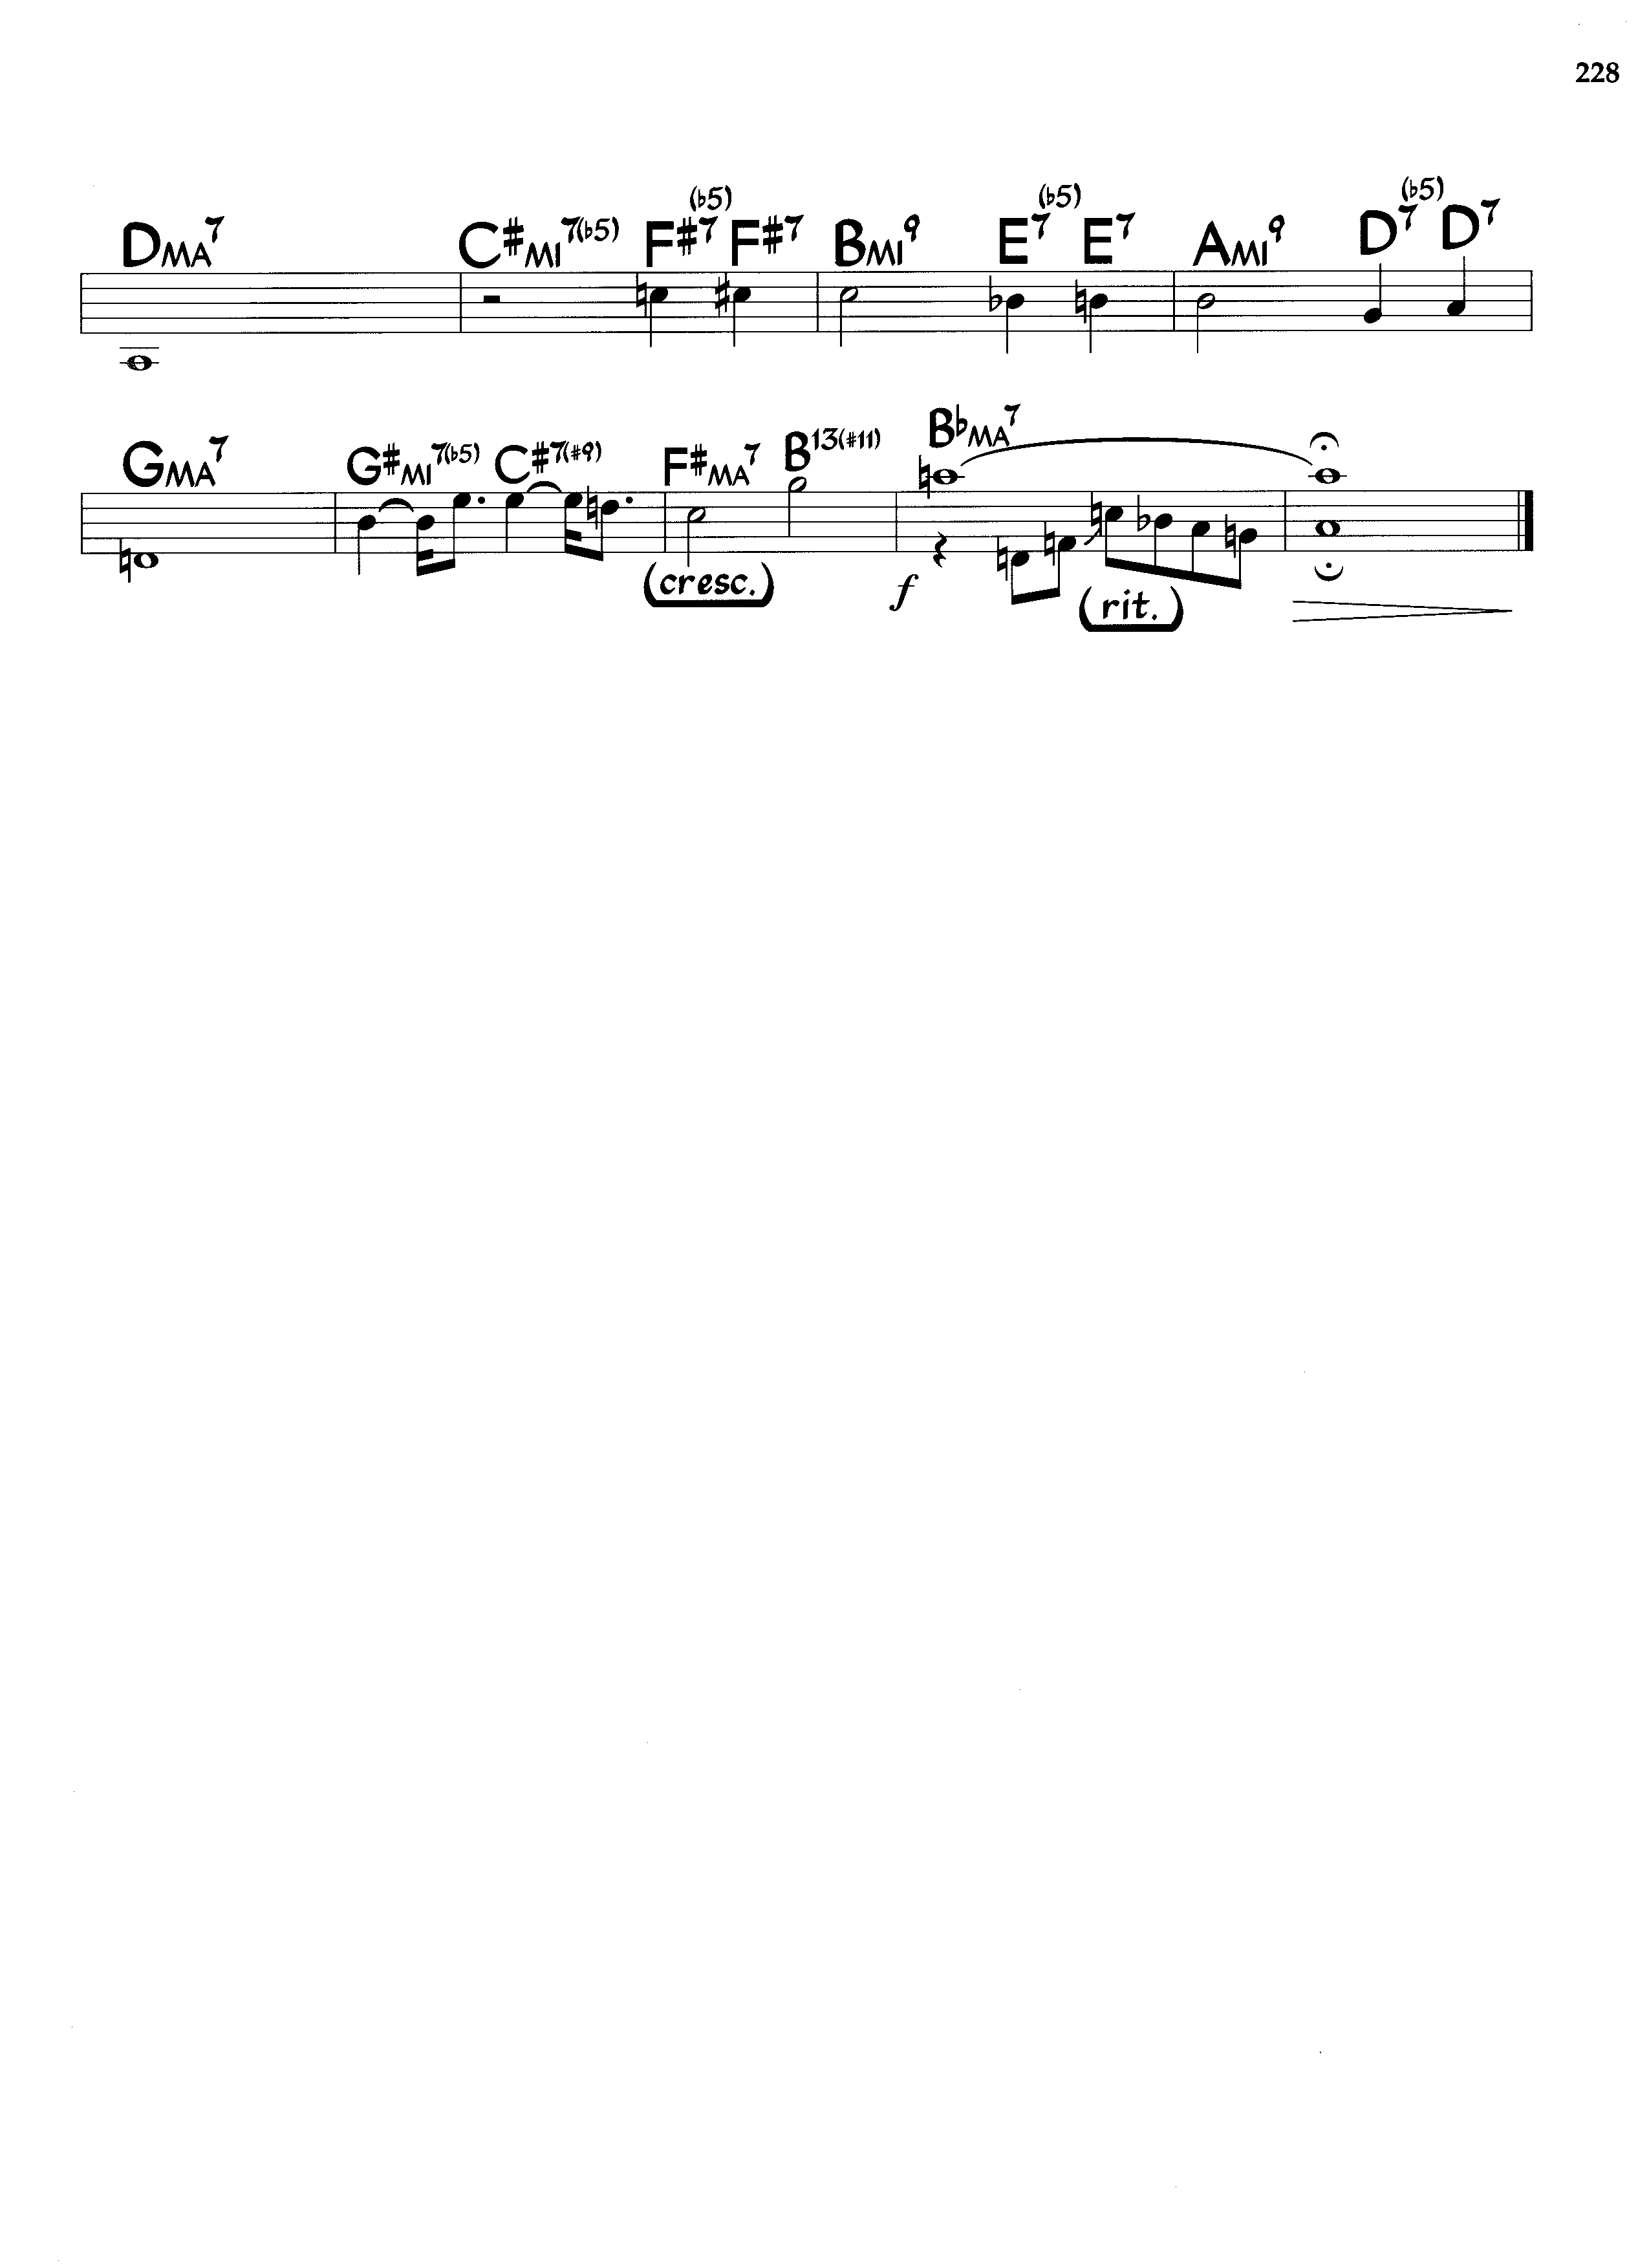 228
DMA7 C#MI7(b5) F#7(b5) F#7 BMI9 E7(b5) E7 AMI9 D7(b5) D7
GMA7 G#MI7(b5) C#7(#9) F#MA7 B13(#11) BbMA7
(cresc.) f (rit.)